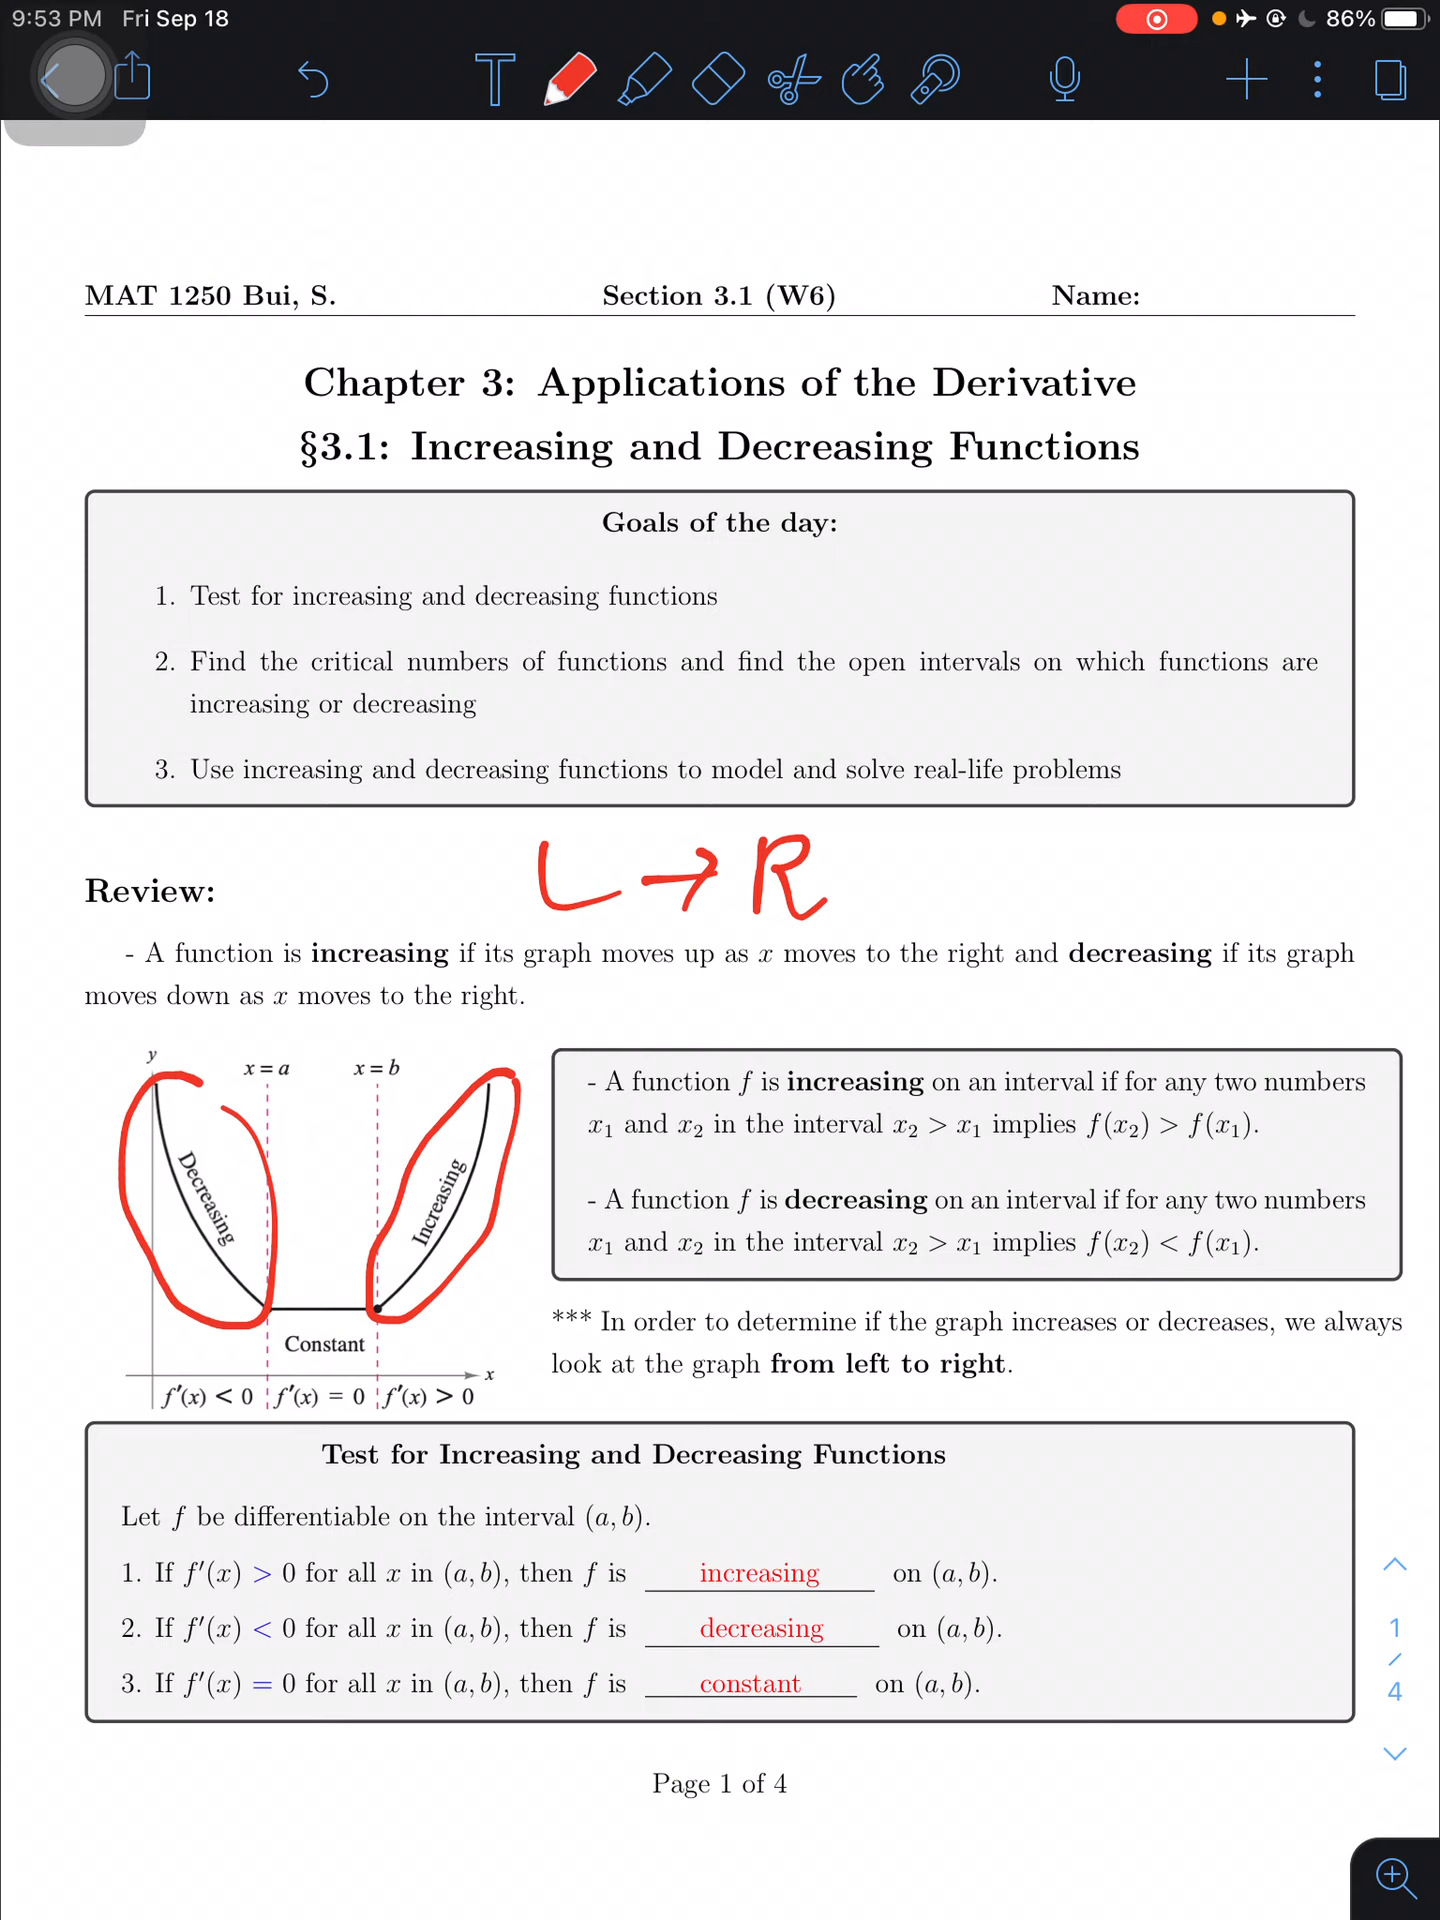 9:53 PM Fri Sep 18
86%
MAT 1250 Bui, S. Section 3.1 (W6) Name:
Chapter 3: Applications of the Derivative
§3.1: Increasing and Decreasing Functions
Goals of the day:
1. Test for increasing and decreasing functions
2. Find the critical numbers of functions and find the open intervals on which functions are
increasing or decreasing
3. Use increasing and decreasing functions to model and solve real-life problems
L → R
Review:
- A function is increasing if its graph moves up as x moves to the right and decreasing if its graph
moves down as x moves to the right.
y
x = a x = b
Decreasing
Increasing
Constant
x
f'(x) < 0 f'(x) = 0 f'(x) > 0
- A function f is increasing on an interval if for any two numbers
x₁ and x₂ in the interval x₂ > x₁ implies f(x₂) > f(x₁).
- A function f is decreasing on an interval if for any two numbers
x₁ and x₂ in the interval x₂ > x₁ implies f(x₂) < f(x₁).
*** In order to determine if the graph increases or decreases, we always
look at the graph from left to right.
Test for Increasing and Decreasing Functions
Let f be differentiable on the interval (a, b).
1. If f'(x) > 0 for all x in (a, b), then f is increasing on (a, b).
2. If f'(x) < 0 for all x in (a, b), then f is decreasing on (a, b).
3. If f'(x) = 0 for all x in (a, b), then f is constant on (a, b).
1
/
4
Page 1 of 4